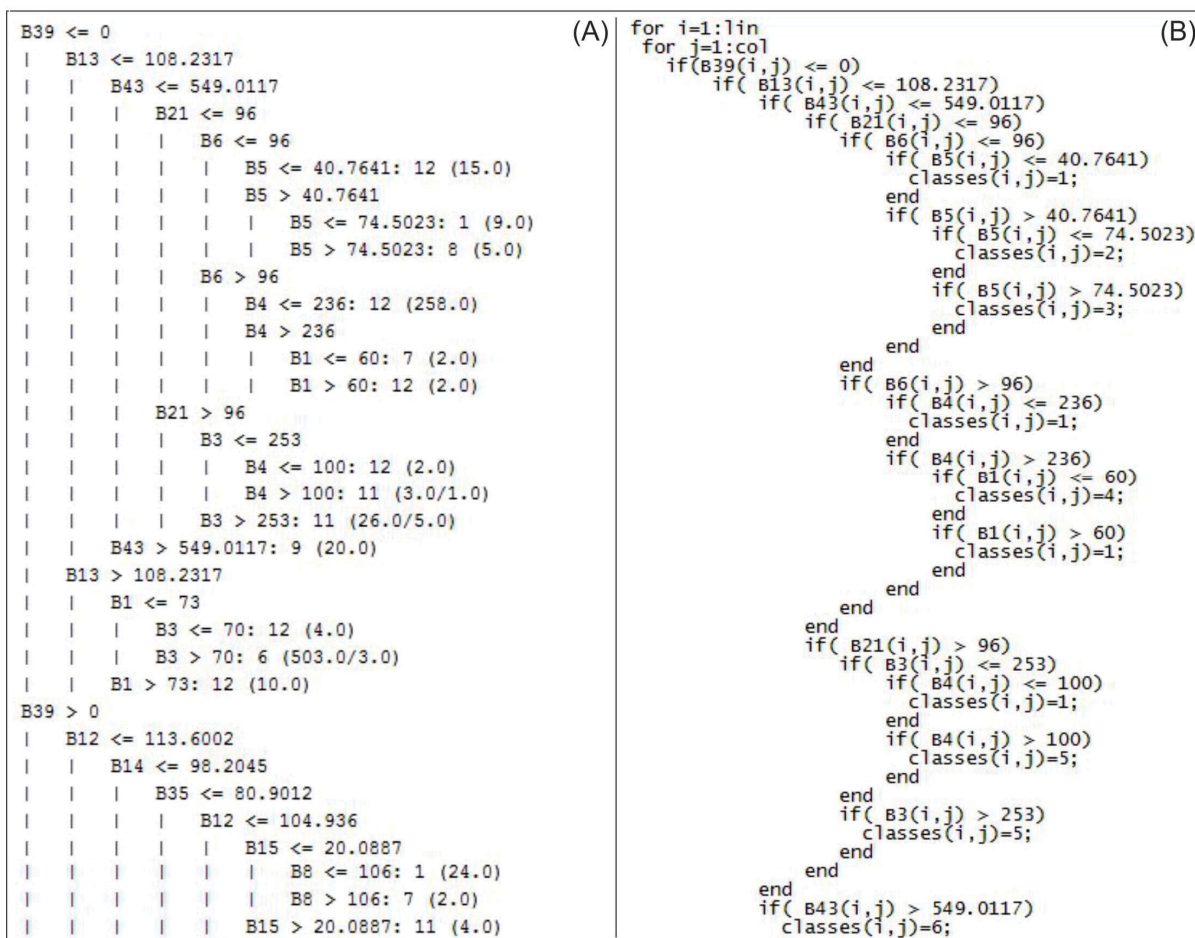 (A)
B39 <= 0
| B13 <= 108.2317
| | B43 <= 549.0117
| | | B21 <= 96
| | | | B6 <= 96
| | | | | B5 <= 40.7641: 12 (15.0)
| | | | | B5 > 40.7641
| | | | | | B5 <= 74.5023: 1 (9.0)
| | | | | | B5 > 74.5023: 8 (5.0)
| | | | B6 > 96
| | | | | B4 <= 236: 12 (258.0)
| | | | | B4 > 236
| | | | | | B1 <= 60: 7 (2.0)
| | | | | | B1 > 60: 12 (2.0)
| | | B21 > 96
| | | | B3 <= 253
| | | | | B4 <= 100: 12 (2.0)
| | | | | B4 > 100: 11 (3.0/1.0)
| | | | B3 > 253: 11 (26.0/5.0)
| | B43 > 549.0117: 9 (20.0)
| B13 > 108.2317
| | B1 <= 73
| | | B3 <= 70: 12 (4.0)
| | | B3 > 70: 6 (503.0/3.0)
| | B1 > 73: 12 (10.0)
B39 > 0
| B12 <= 113.6002
| | B14 <= 98.2045
| | | B35 <= 80.9012
| | | | B12 <= 104.936
| | | | | B15 <= 20.0887
| | | | | | B8 <= 106: 1 (24.0)
| | | | | | B8 > 106: 7 (2.0)
| | | | | B15 > 20.0887: 11 (4.0)
(B)
for i=1:lin
for j=1:col
if(B39(i,j) <= 0)
if( B13(i,j) <= 108.2317)
if( B43(i,j) <= 549.0117)
if( B21(i,j) <= 96)
if( B6(i,j) <= 96)
if( B5(i,j) <= 40.7641)
classes(i,j)=1;
end
if( B5(i,j) > 40.7641)
if( B5(i,j) <= 74.5023)
classes(i,j)=2;
end
if( B5(i,j) > 74.5023)
classes(i,j)=3;
end
end
end
if( B6(i,j) > 96)
if( B4(i,j) <= 236)
classes(i,j)=1;
end
if( B4(i,j) > 236)
if( B1(i,j) <= 60)
classes(i,j)=4;
end
if( B1(i,j) > 60)
classes(i,j)=1;
end
end
end
end
if( B21(i,j) > 96)
if( B3(i,j) <= 253)
if( B4(i,j) <= 100)
classes(i,j)=1;
end
if( B4(i,j) > 100)
classes(i,j)=5;
end
end
if( B3(i,j) > 253)
classes(i,j)=5;
end
end
end
if( B43(i,j) > 549.0117)
classes(i,j)=6;